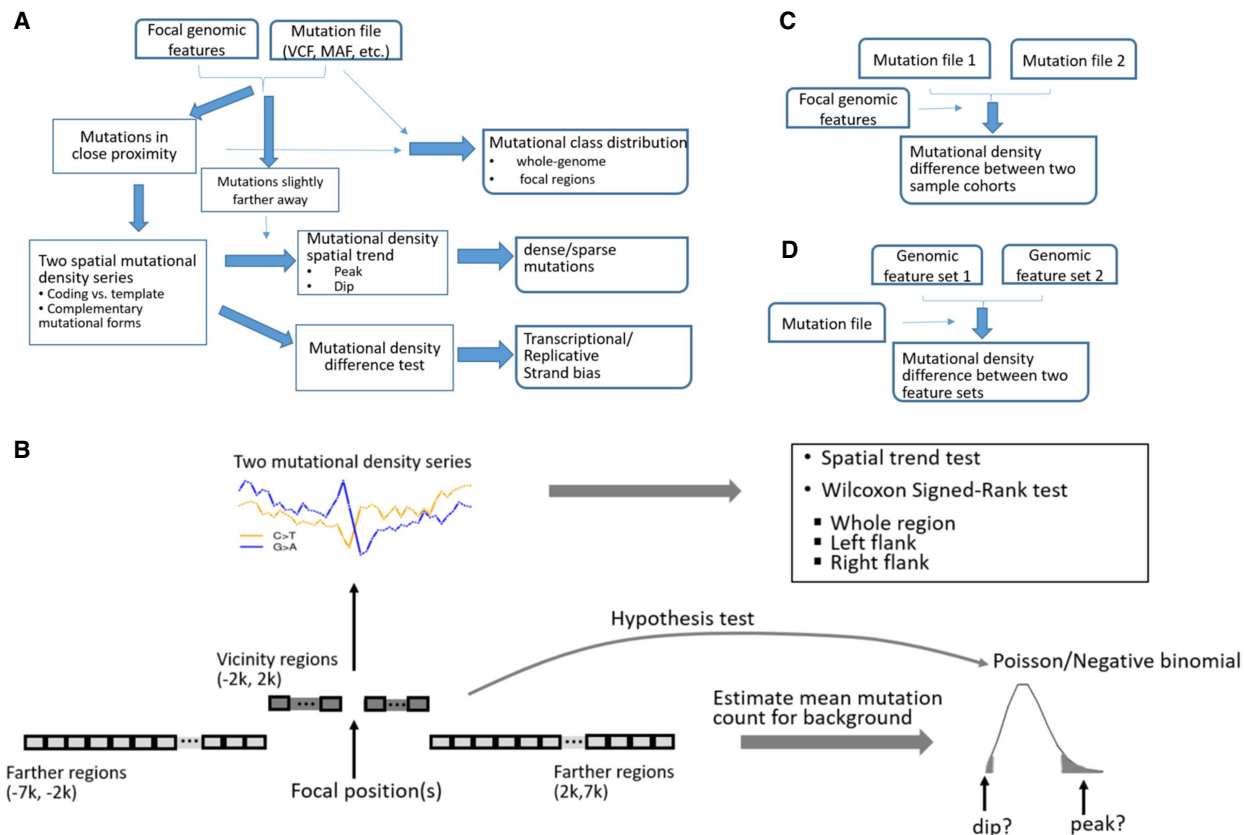 A
Focal genomic
features
Mutation file
(VCF, MAF, etc.)
Mutations in
close proximity
Mutations slightly
farther away
Mutational class distribution
• whole-genome
• focal regions
Two spatial mutational
density series
• Coding vs. template
• Complementary
mutational forms
Mutational density
spatial trend
• Peak
• Dip
dense/sparse
mutations
Mutational density
difference test
Transcriptional/
Replicative
Strand bias
C
Mutation file 1
Mutation file 2
Focal genomic
features
Mutational density
difference between two
sample cohorts
D
Genomic
feature set 1
Genomic
feature set 2
Mutation file
Mutational density
difference between two
feature sets
B
Two mutational density series
C>T
G>A
• Spatial trend test
• Wilcoxon Signed-Rank test
▪ Whole region
▪ Left flank
▪ Right flank
Hypothesis test
Vicinity regions
(-2k, 2k)
Poisson/Negative binomial
Estimate mean mutation
count for background
Farther regions
(-7k, -2k)
Focal position(s)
Farther regions
(2k,7k)
dip?
peak?